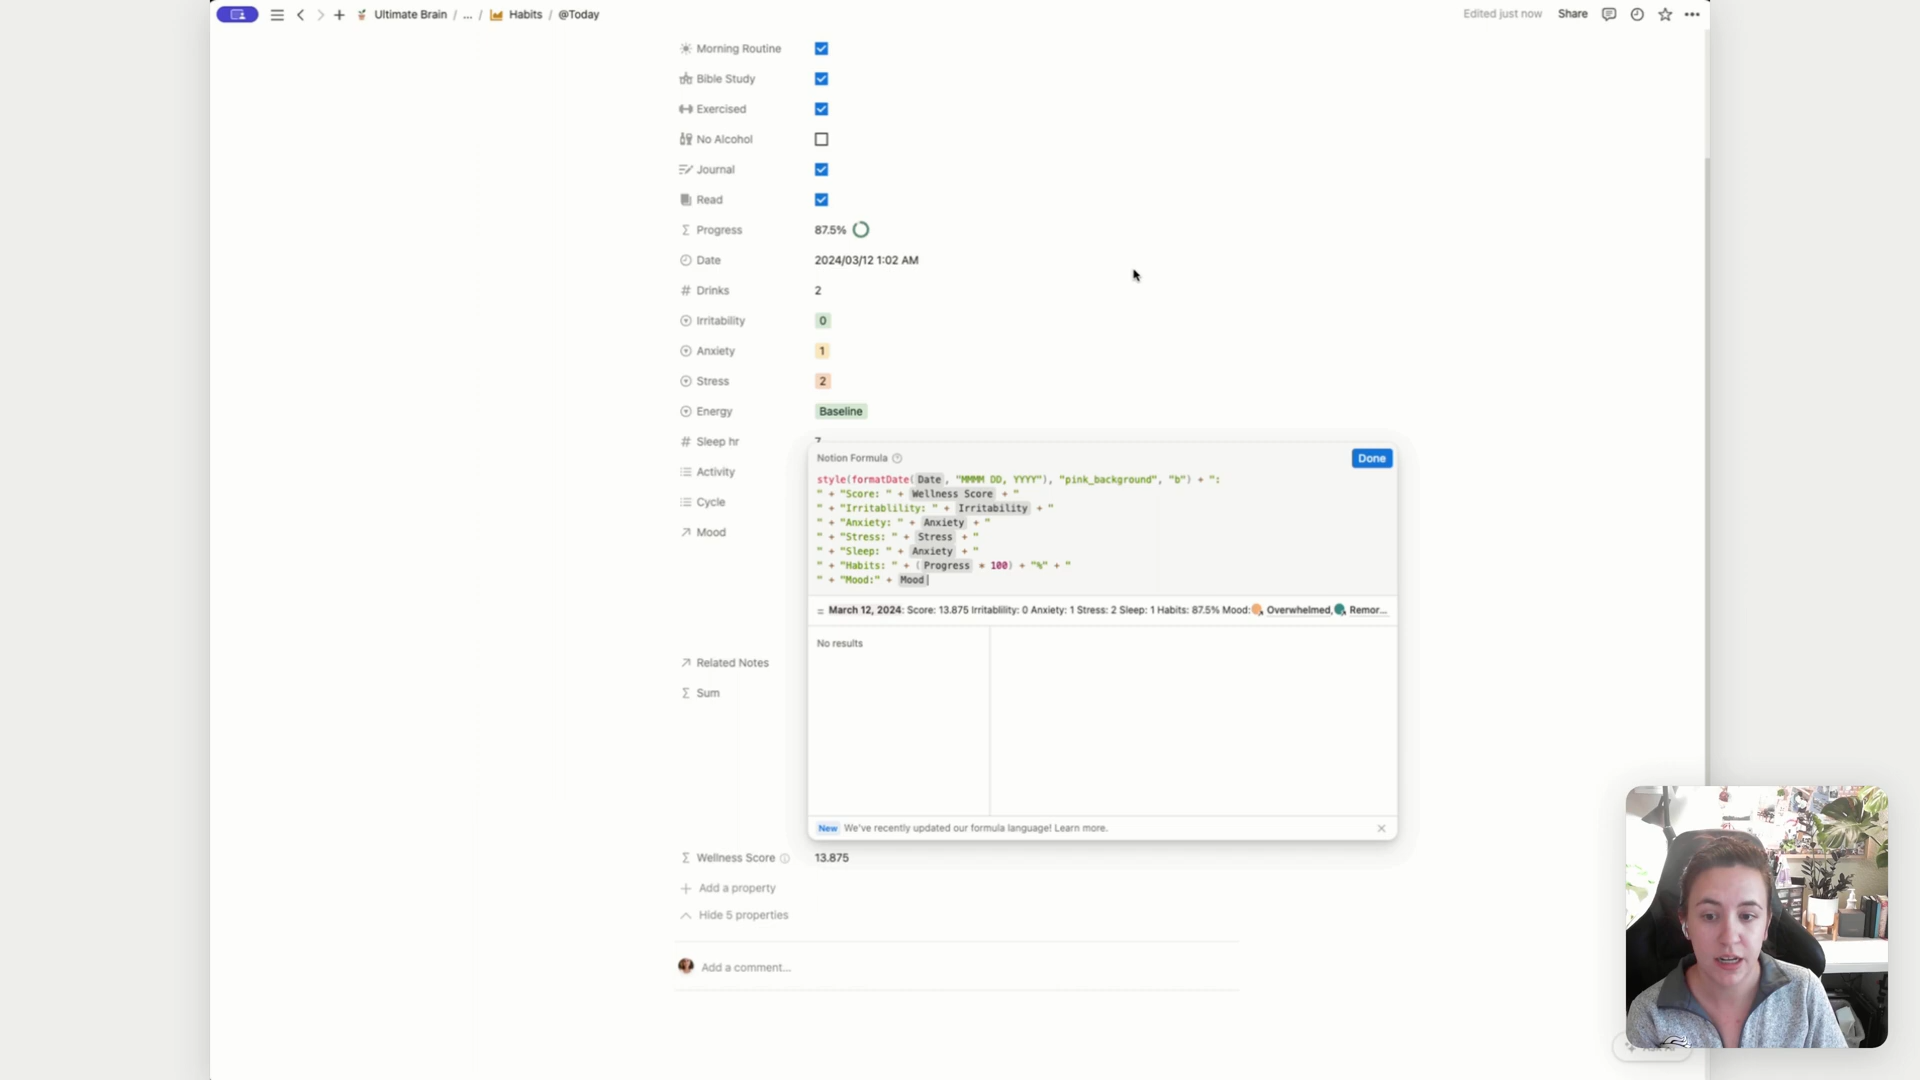 Ultimate Brain / ... / Habits / @Today
Edited just now Share
Morning Routine
Bible Study
Exercised
No Alcohol
Journal
Read
Progress 87.5%
Date 2024/03/12 1:02 AM
Drinks 2
Irritability 0
Anxiety 1
Stress 2
Energy Baseline
Sleep hr 7
Activity
Cycle
Mood
Related Notes
Sum
Notion Formula Done
style(formatDate( Date , "MMMM DD, YYYY"), "pink_background", "b") + ":
" + "Score: " + Wellness Score + "
" + "Irritablility: " + Irritability + "
" + "Anxiety: " + Anxiety + "
" + "Stress: " + Stress + "
" + "Sleep: " + Anxiety + "
" + "Habits: " + ( Progress * 100) + "%" + "
" + "Mood:" + Mood
= March 12, 2024: Score: 13.875 Irritablility: 0 Anxiety: 1 Stress: 2 Sleep: 1 Habits: 87.5% Mood: Overwhelmed, Remor...
No results
New We've recently updated our formula language! Learn more.
Wellness Score 13.875
Add a property
Hide 5 properties
Add a comment...